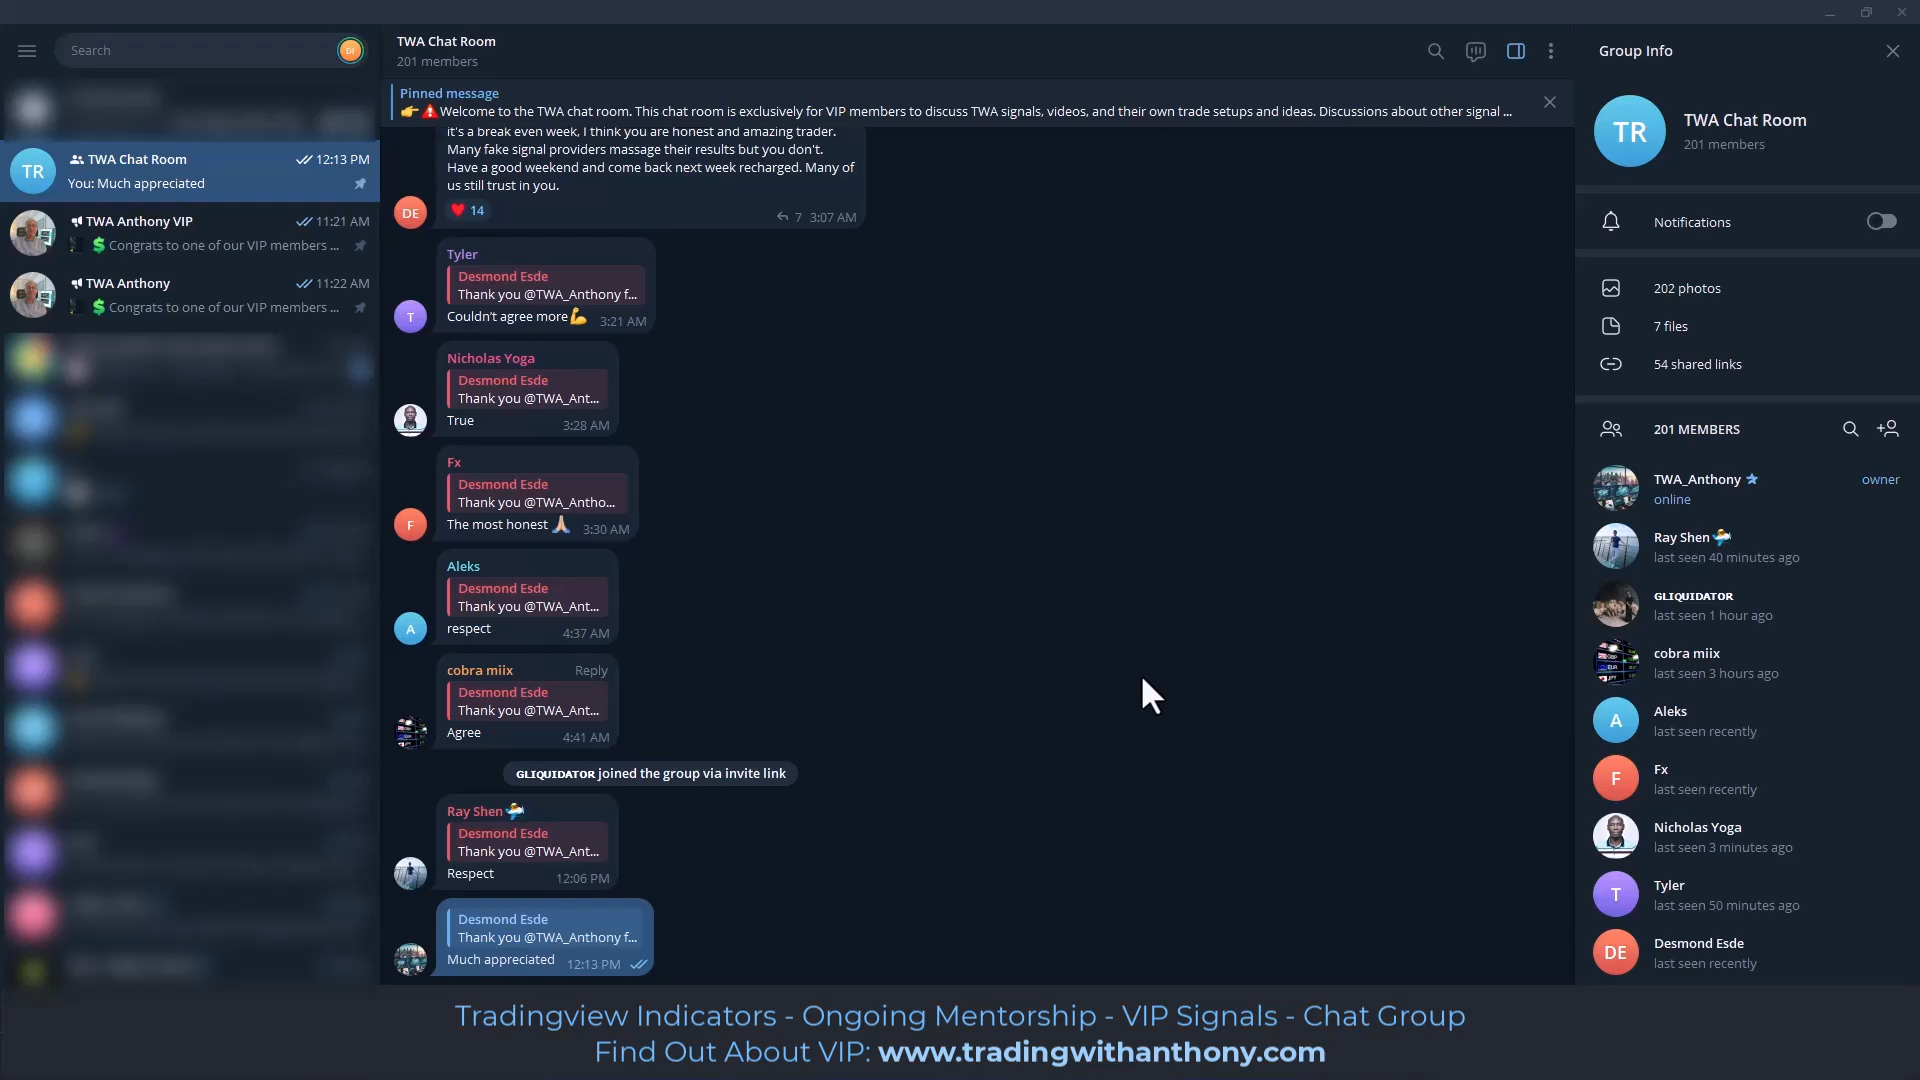 Search
DI
TR
TWA Chat Room
12:13 PM
You: Much appreciated
TWA Anthony VIP
11:21 AM
Congrats to one of our VIP members ...
TWA Anthony
11:22 AM
Congrats to one of our VIP members ...
TWA Chat Room
201 members
Pinned message
Welcome to the TWA chat room. This chat room is exclusively for VIP members to discuss TWA signals, videos, and their own trade setups and ideas. Discussions about other signal ...
it's a break even week, I think you are honest and amazing trader.
Many fake signal providers massage their results but you don't.
Have a good weekend and come back next week recharged. Many of
us still trust in you.
DE
14
7 3:07 AM
Tyler
Desmond Esde
Thank you @TWA_Anthony f...
T
Couldn't agree more
3:21 AM
Nicholas Yoga
Desmond Esde
Thank you @TWA_Ant...
True
3:28 AM
Fx
Desmond Esde
Thank you @TWA_Antho...
F
The most honest
3:30 AM
Aleks
Desmond Esde
Thank you @TWA_Ant...
A
respect
4:37 AM
cobra miix
Reply
Desmond Esde
Thank you @TWA_Ant...
Agree
4:41 AM
GLIQUIDATOR joined the group via invite link
Ray Shen
Desmond Esde
Thank you @TWA_Ant...
Respect
12:06 PM
Desmond Esde
Thank you @TWA_Anthony f...
Much appreciated
12:13 PM
Group Info
TR
TWA Chat Room
201 members
Notifications
202 photos
7 files
54 shared links
201 MEMBERS
TWA_Anthony
owner
online
Ray Shen
last seen 40 minutes ago
GLIQUIDATOR
last seen 1 hour ago
cobra miix
last seen 3 hours ago
A
Aleks
last seen recently
F
Fx
last seen recently
Nicholas Yoga
last seen 3 minutes ago
T
Tyler
last seen 50 minutes ago
DE
Desmond Esde
last seen recently
Tradingview Indicators - Ongoing Mentorship - VIP Signals - Chat Group
Find Out About VIP: www.tradingwithanthony.com